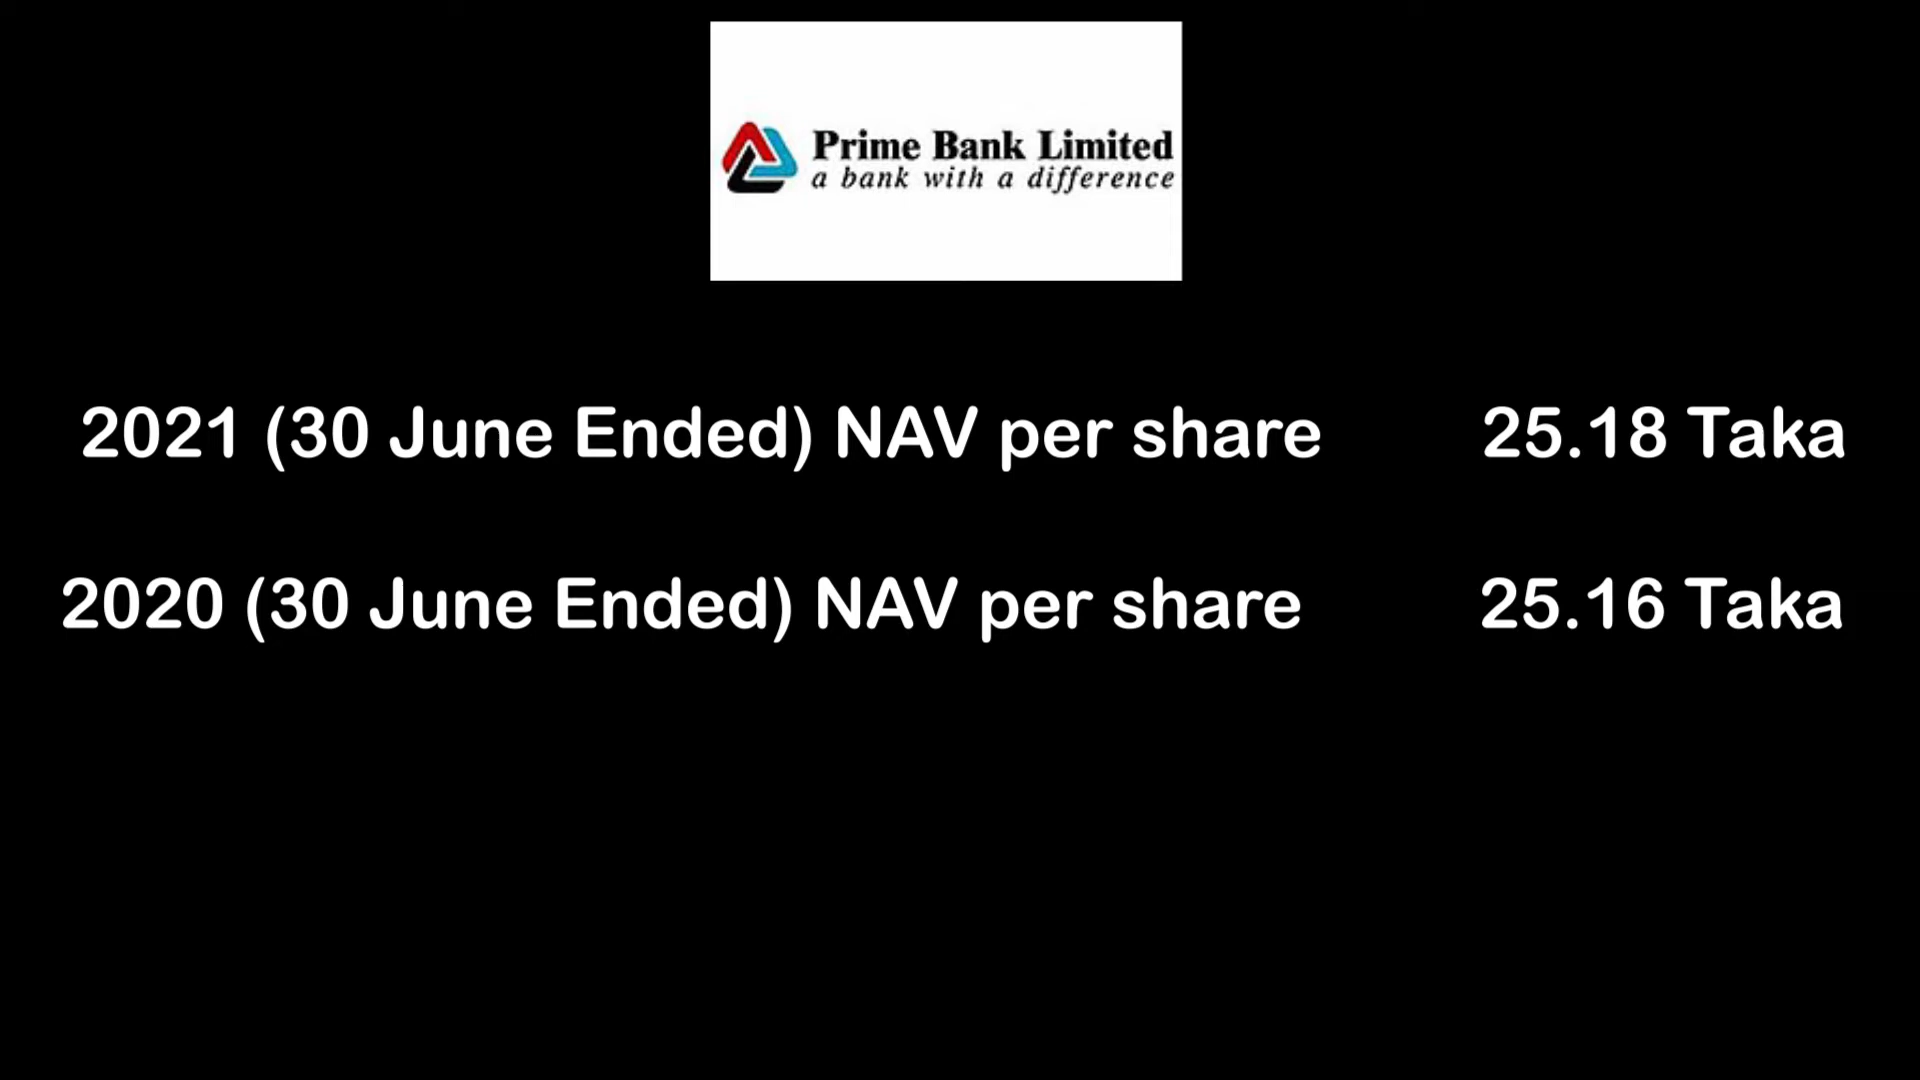 Prime Bank Limited
a bank with a difference
2021 (30 June Ended) NAV per share 25.18 Taka
2020 (30 June Ended) NAV per share 25.16 Taka